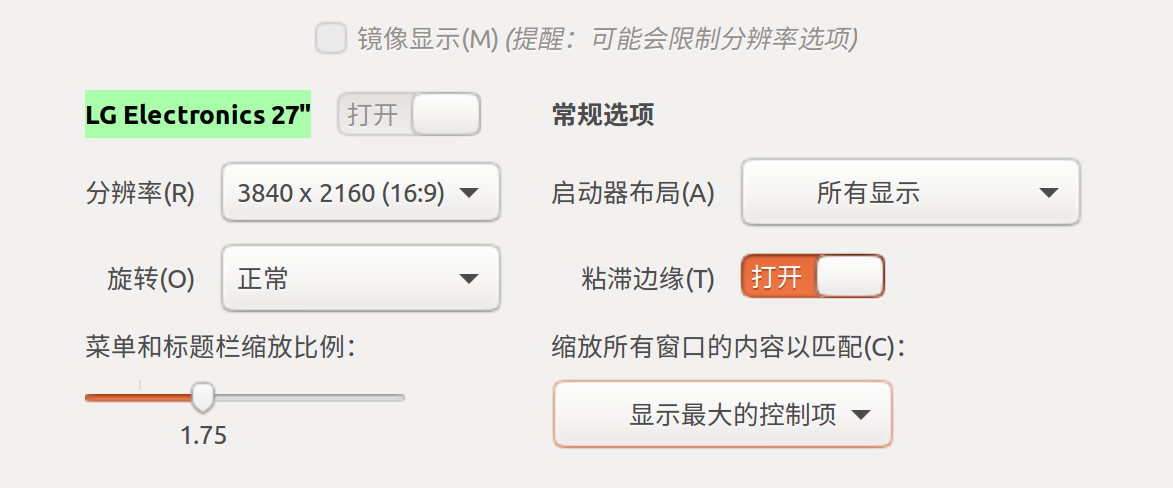 镜像显示(M) (提醒：可能会限制分辨率选项)
LG Electronics 27"
打开
常规选项
分辨率(R)
3840 x 2160 (16:9)
启动器布局(A)
所有显示
旋转(O)
正常
粘滞边缘(T)
打开
菜单和标题栏缩放比例：
缩放所有窗口的内容以匹配(C)：
1.75
显示最大的控制项